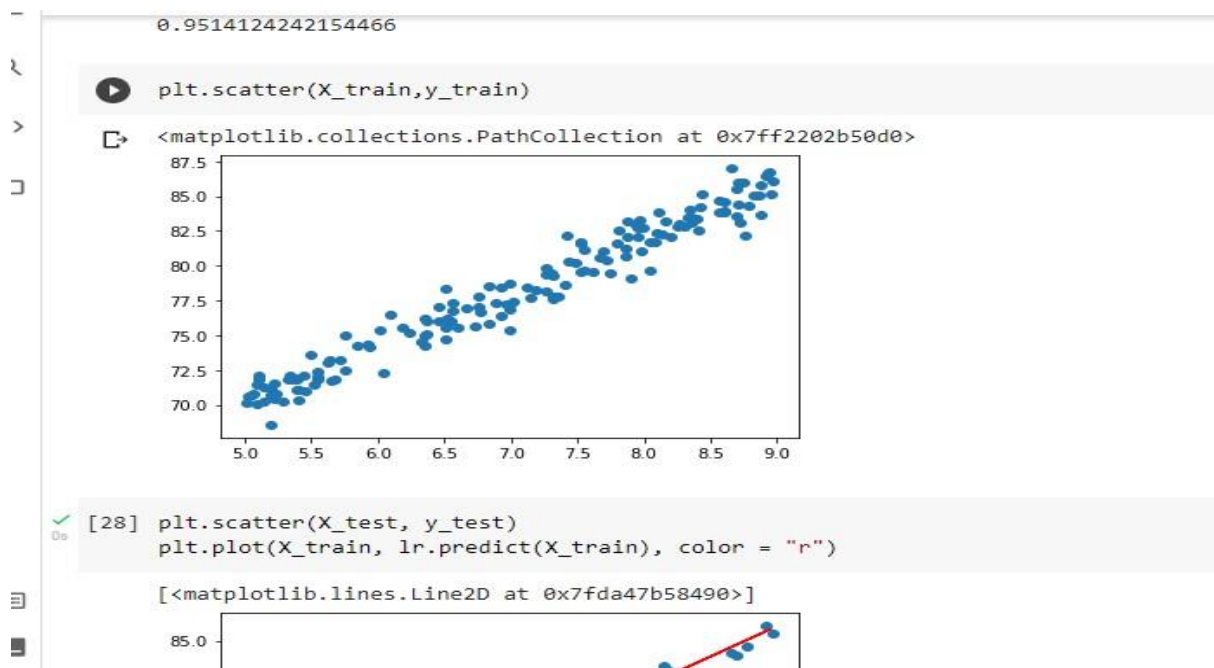 0.9514124242154466
plt.scatter(X_train,y_train)
<matplotlib.collections.PathCollection at 0x7ff2202b50d0>
87.5
85.0
82.5
80.0
77.5
75.0
72.5
70.0
5.0 5.5 6.0 6.5 7.0 7.5 8.0 8.5 9.0
[28] plt.scatter(X_test, y_test)
0s
plt.plot(X_train, lr.predict(X_train), color = "r")
[<matplotlib.lines.Line2D at 0x7fda47b58490>]
85.0